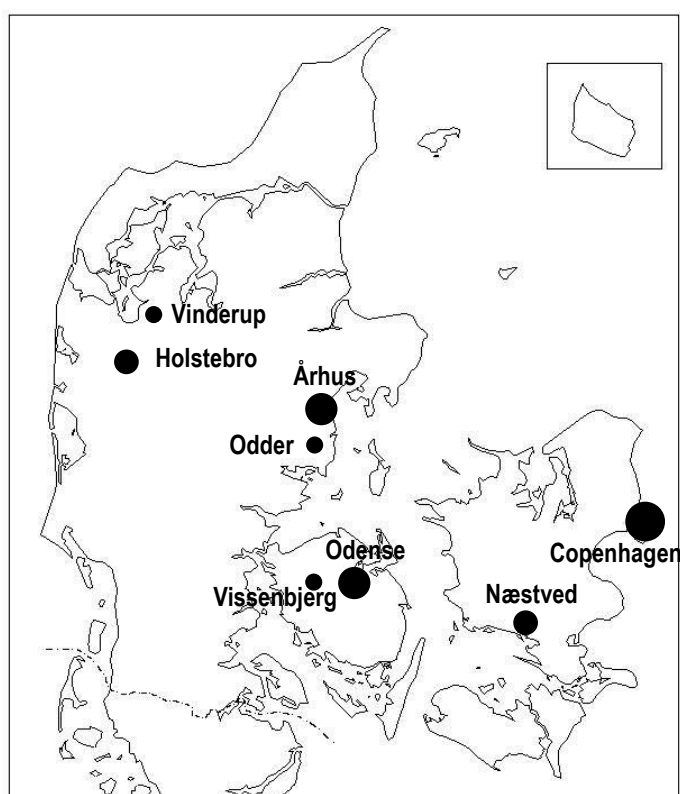 Vinderup
Holstebro
Århus
Odder
Copenhagen
Odense
Vissenbjerg
Næstved